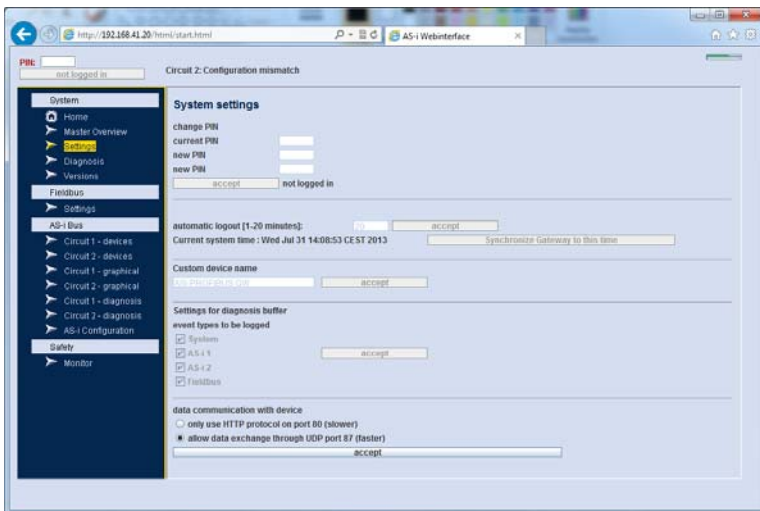 http://192.168.41.20/html/start.html
AS-i Webinterface
PIN:
not logged in
Circuit 2: Configuration mismatch
System
Home
Master Overview
Settings
Diagnosis
Versions
Fieldbus
Settings
AS-i Bus
Circuit 1 - devices
Circuit 2 - devices
Circuit 1 - graphical
Circuit 2 - graphical
Circuit 1 - diagnosis
Circuit 2 - diagnosis
AS-i Configuration
Safety
Monitor
System settings
change PIN
current PIN
new PIN
new PIN
accept not logged in
automatic logout [1-20 minutes]: accept
Current system time : Wed Jul 31 14:08:53 CEST 2013 Synchronize Gateway to this time
Custom device name
accept
Settings for diagnosis buffer
event types to be logged
System
AS-i 1 accept
AS-i 2
Fieldbus
data communication with device
only use HTTP protocol on port 80 (slower)
allow data exchange through UDP port 87 (faster)
accept